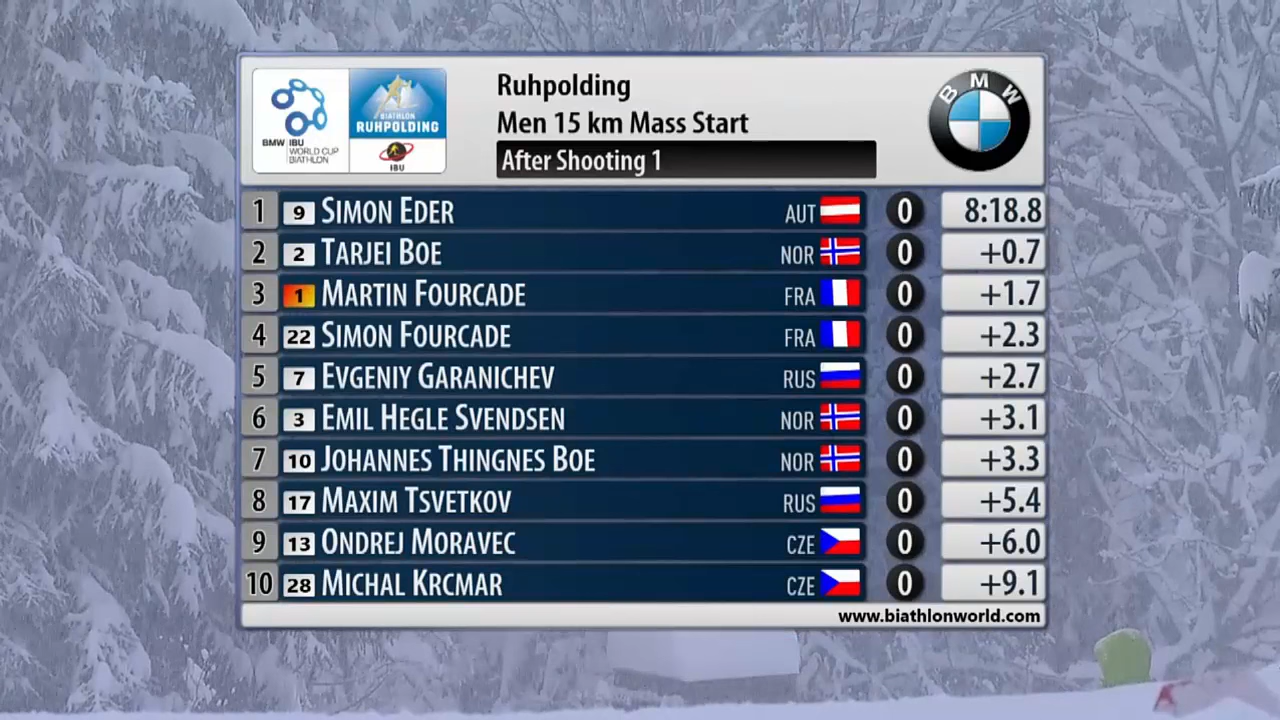 BMW IBU
WORLD CUP
BIATHLON
BIATHLON
RUHPOLDING
IBU
Ruhpolding
Men 15 km Mass Start
After Shooting 1
BMW
1 9 SIMON EDER AUT 0 8:18.8
2 2 TARJEI BOE NOR 0 +0.7
3 1 MARTIN FOURCADE FRA 0 +1.7
4 22 SIMON FOURCADE FRA 0 +2.3
5 7 EVGENIY GARANICHEV RUS 0 +2.7
6 3 EMIL HEGLE SVENDSEN NOR 0 +3.1
7 10 JOHANNES THINGNES BOE NOR 0 +3.3
8 17 MAXIM TSVETKOV RUS 0 +5.4
9 13 ONDREJ MORAVEC CZE 0 +6.0
10 28 MICHAL KRCMAR CZE 0 +9.1
www.biathlonworld.com